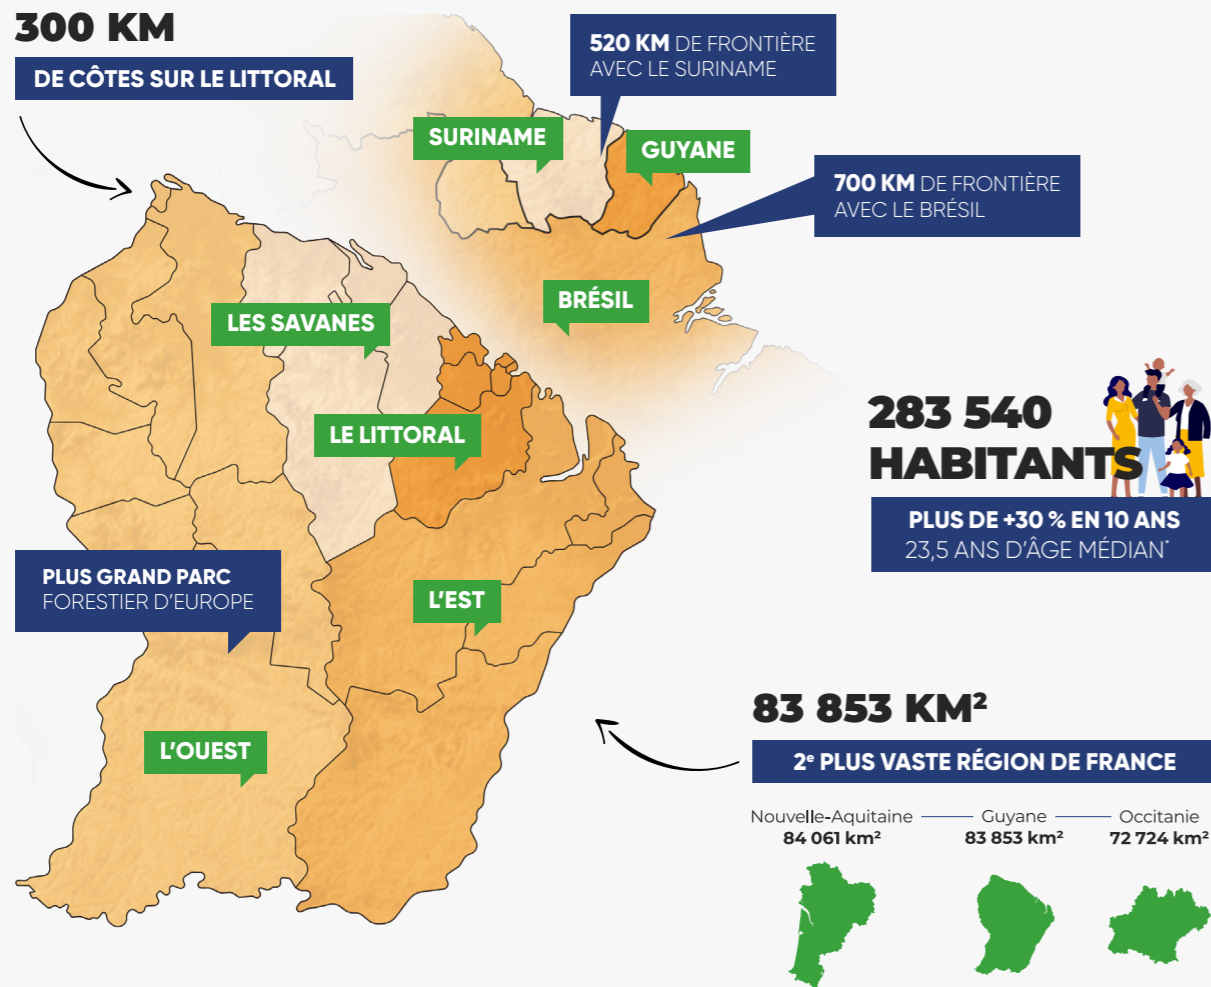 300 KM
DE CÔTES SUR LE LITTORAL
520 KM DE FRONTIÈRE
AVEC LE SURINAME
SURINAME
GUYANE
700 KM DE FRONTIÈRE
AVEC LE BRÉSIL
BRÉSIL
LES SAVANES
LE LITTORAL
283 540
HABITANTS
PLUS DE +30 % EN 10 ANS
23,5 ANS D'ÂGE MÉDIAN*
PLUS GRAND PARC
FORESTIER D'EUROPE
L'EST
L'OUEST
83 853 KM²
2e PLUS VASTE RÉGION DE FRANCE
Nouvelle-Aquitaine
84 061 km²
Guyane
83 853 km²
Occitanie
72 724 km²